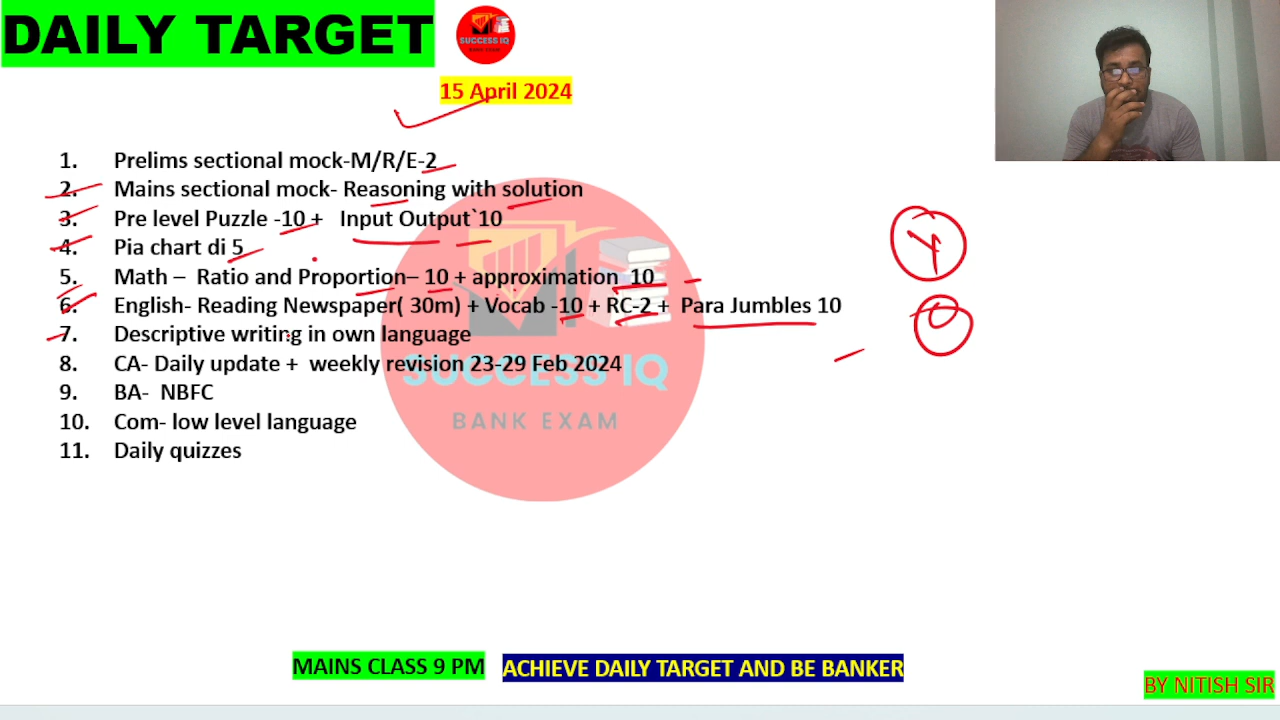 DAILY TARGET
SUCCESS IQ
BANK EXAM
15 April 2024
1. Prelims sectional mock-M/R/E-2
2. Mains sectional mock- Reasoning with solution
3. Pre level Puzzle -10 + Input Output`10
4. Pia chart di 5
5. Math – Ratio and Proportion– 10 + approximation 10
6. English- Reading Newspaper( 30m) + Vocab -10 + RC-2 + Para Jumbles 10
7. Descriptive writing in own language
8. CA- Daily update + weekly revision 23-29 Feb 2024
9. BA- NBFC
10. Com- low level language
11. Daily quizzes
SUCCESS IQ
BANK EXAM
MAINS CLASS 9 PM
ACHIEVE DAILY TARGET AND BE BANKER
BY NITISH SIR